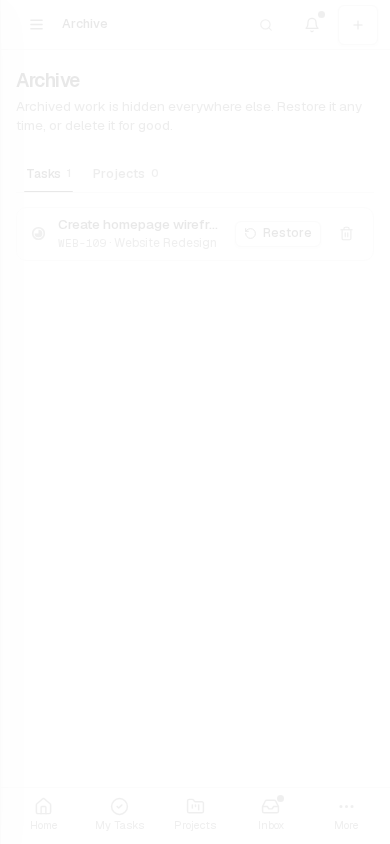 Archive
Archive
Archived work is hidden everywhere else. Restore it any
time, or delete it for good.
Tasks 1 Projects 0
Create homepage wirefr...
WEB-109 Website Redesign
Restore
Home My Tasks Projects Inbox More